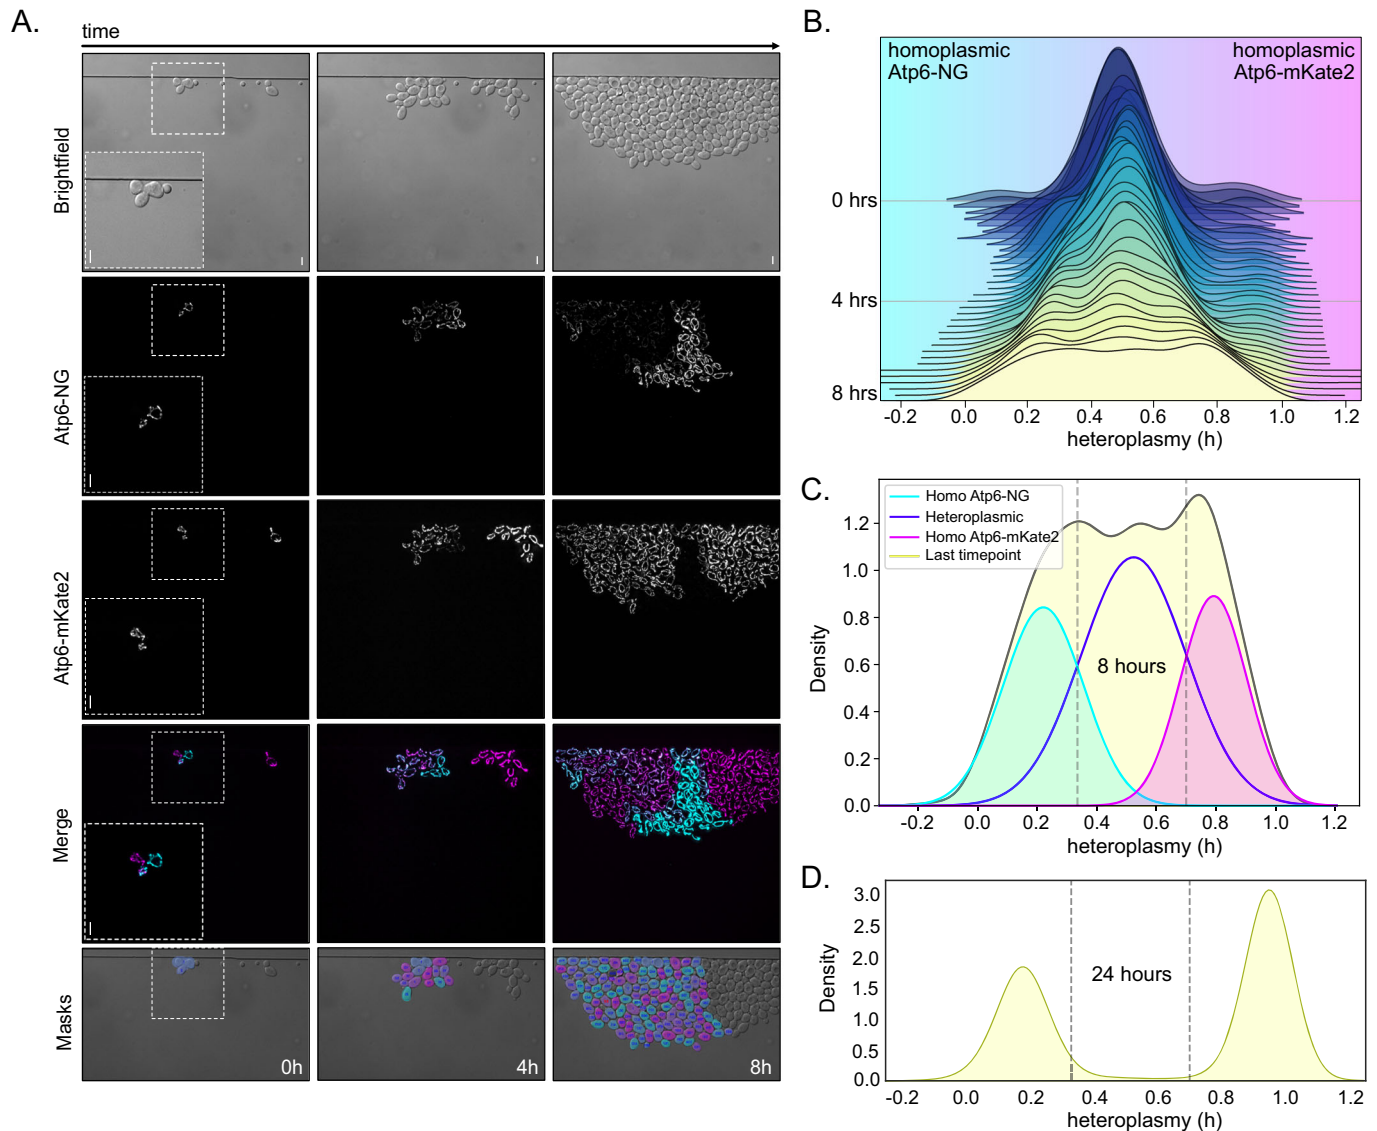 A.
time
Brightfield
Atp6-NG
Atp6-mKate2
Merge
Masks
0h
4h
8h
B.
homoplasmic
Atp6-NG
homoplasmic
Atp6-mKate2
0 hrs
4 hrs
8 hrs
-0.2 0.0 0.2 0.4 0.6 0.8 1.0 1.2
heteroplasmy (h)
C.
Homo Atp6-NG
Heteroplasmic
Homo Atp6-mKate2
Last timepoint
1.2
1.0
0.8
0.6
0.4
0.2
0.0
Density
8 hours
-0.2 0.0 0.2 0.4 0.6 0.8 1.0 1.2
heteroplasmy (h)
D.
3.0
2.5
2.0
1.5
1.0
0.5
0.0
Density
24 hours
-0.2 0.0 0.2 0.4 0.6 0.8 1.0 1.2
heteroplasmy (h)